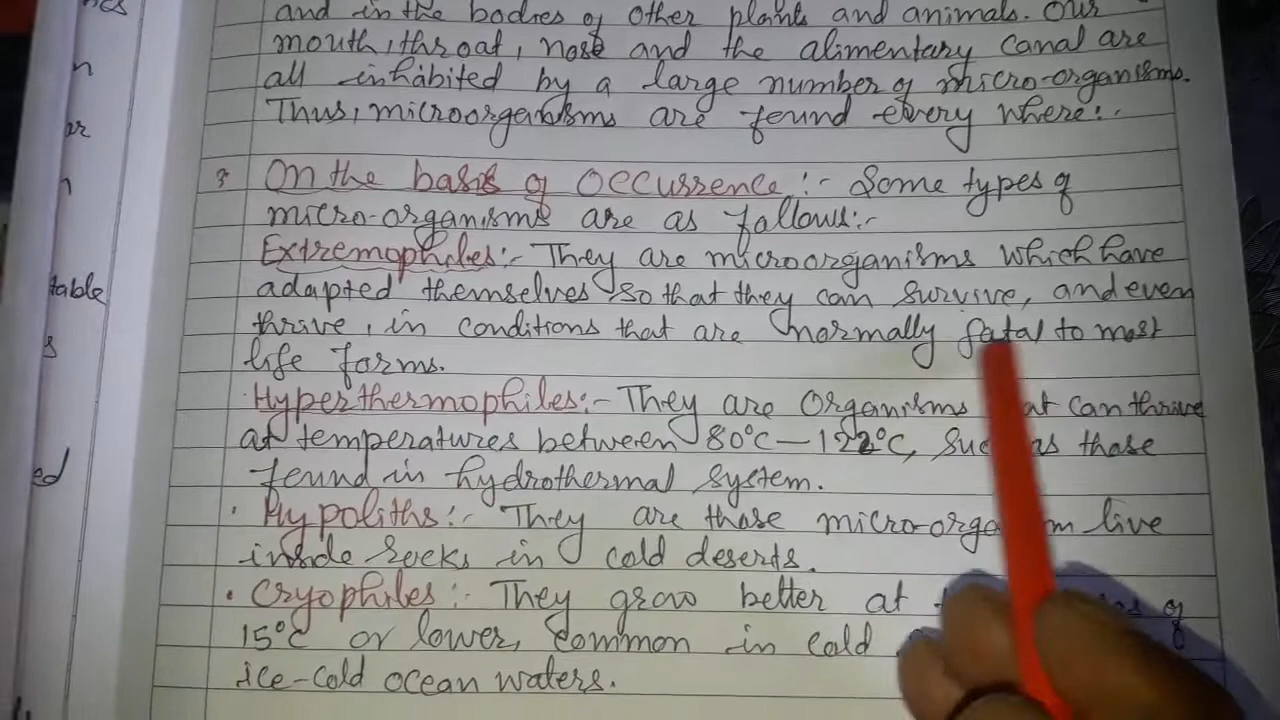 and in the bodies of other plants and animals. Our
mouth, throat, nose and the alimentary canal are
all inhabited by a large number of micro-organisms.
Thus, microorganisms are found every where:.
On the basis of Occurrence:- Some types of
micro-organisms are as follows:-
Extremophiles:- They are microorganisms which have
adapted themselves so that they can survive, and even
thrive, in conditions that are normally fatal to most
life forms.
Hyperthermophiles:- They are Organisms at can thrive
at temperatures between 80°C-122°C, Suc as those
found in hydrothermal system.
· Hypoliths:- They are those micro-orga m live
inside rocks in cold deserts.
· Cryophiles:- They grow better at of
15°C or lower, Common in cold
ice-cold ocean waters.
table
ed